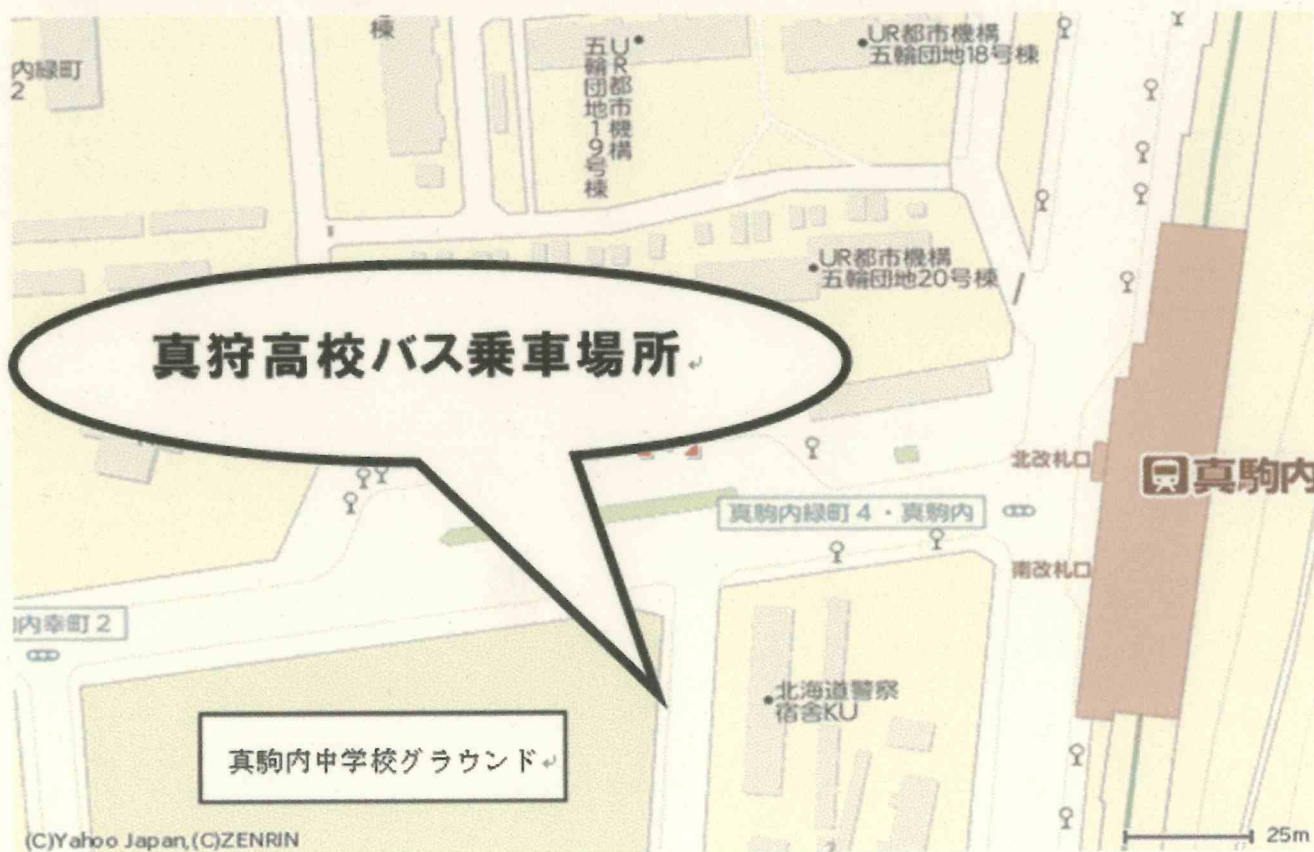 棟
内緑町
2
UR都市機構
五輪団地19号棟
UR都市機構
五輪団地18号棟
UR都市機構
五輪団地20号棟
真狩高校バス乗車場所
北改札口
真駒内
真駒内緑町4・真駒内
南改札口
内幸町2
北海道警察
宿舎KU
真駒内中学校グラウンド
(C)Yahoo Japan,(C)ZENRIN
25m